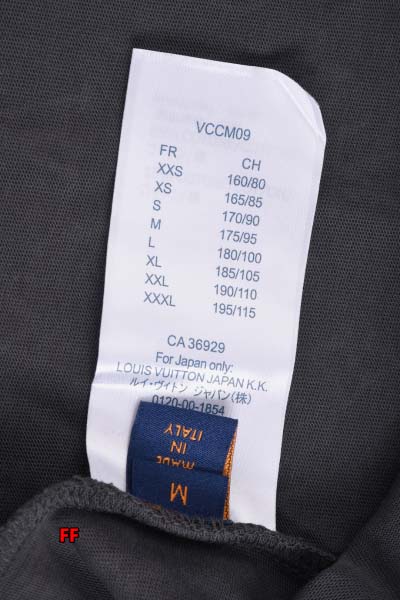 VCCM09
FR CH
XXS 160/80
XS 165/85
S 170/90
M 175/95
L 180/100
XL 185/105
XXL 190/110
XXXL 195/115
CA 36929
For Japan only:
LOUIS VUITTON JAPAN K.K.
ルイ・ヴィトン ジャパン(株)
0120-00-1854
MADE
IN
ITALY
M
FF